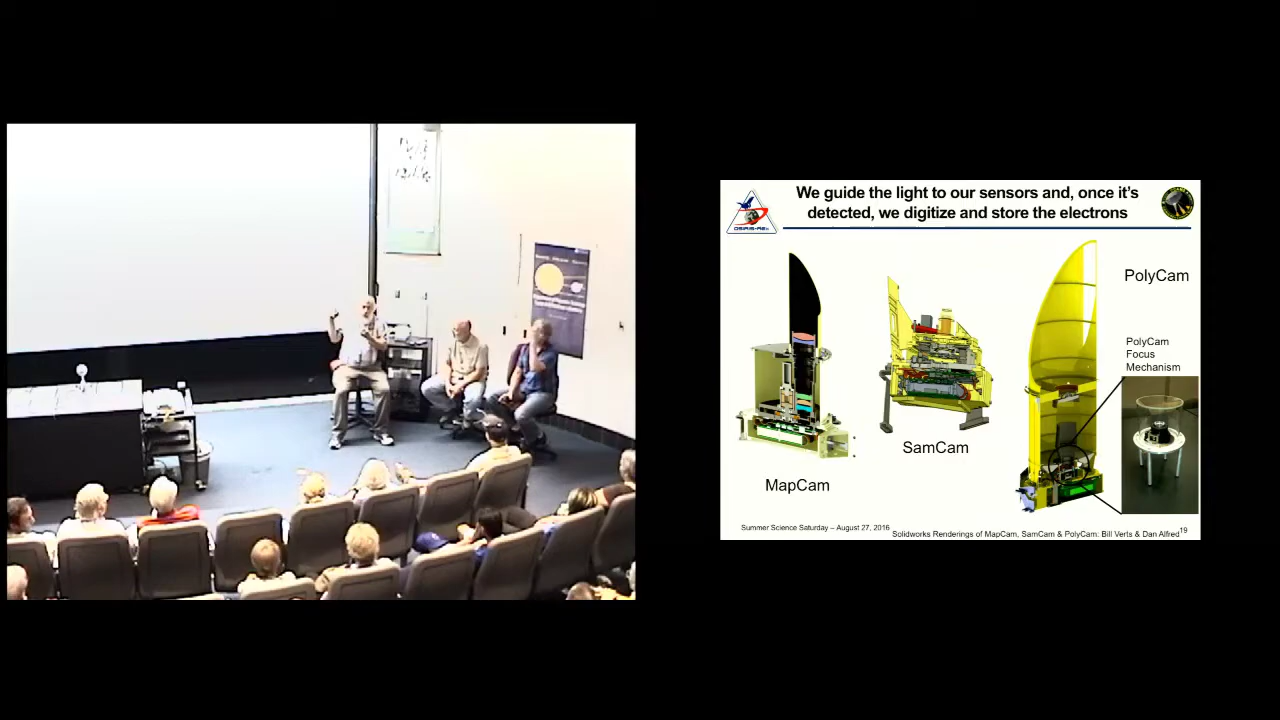 We guide the light to our sensors and, once it's
detected, we digitize and store the electrons
OSIRIS-REx
PolyCam
PolyCam
Focus
Mechanism
SamCam
MapCam
Summer Science Saturday – August 27, 2016
Solidworks Renderings of MapCam, SamCam & PolyCam: Bill Verts & Dan Alfred
19